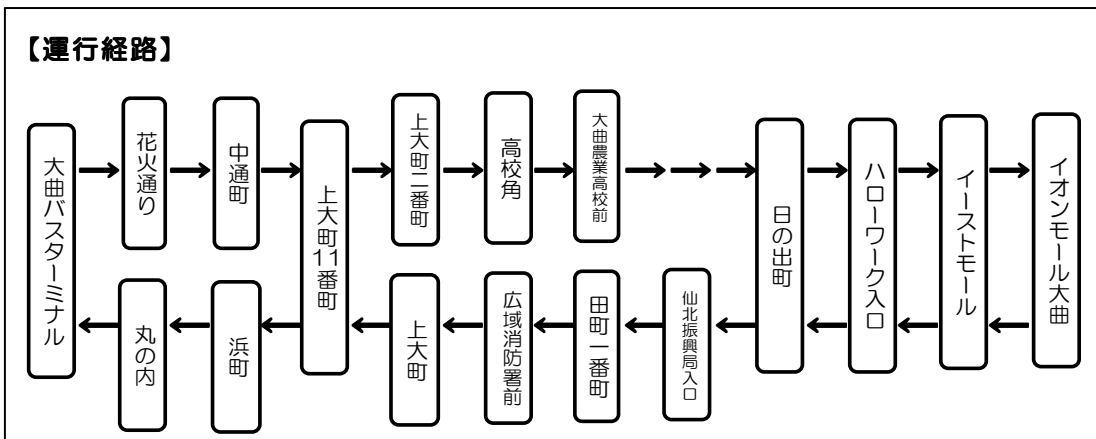 【運行経路】
大曲バスターミナル
花火通り
中通町
上大町11番町
上大町二番町
高校角
大曲農業高校前
日の出町
ハローワーク入口
イーストモール
イオンモール大曲
丸の内
浜町
上大町
広域消防署前
田町一番町
仙北振興局入口